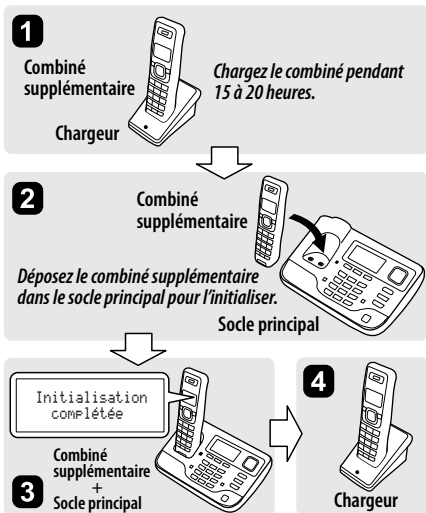 1
Combiné
supplémentaire
Chargez le combiné pendant
15 à 20 heures.
Chargeur
2
Combiné
supplémentaire
Déposez le combiné supplémentaire
dans le socle principal pour l'initialiser.
Socle principal
Initialisation
complétée
3
Combiné
supplémentaire
+
Socle principal
4
Chargeur